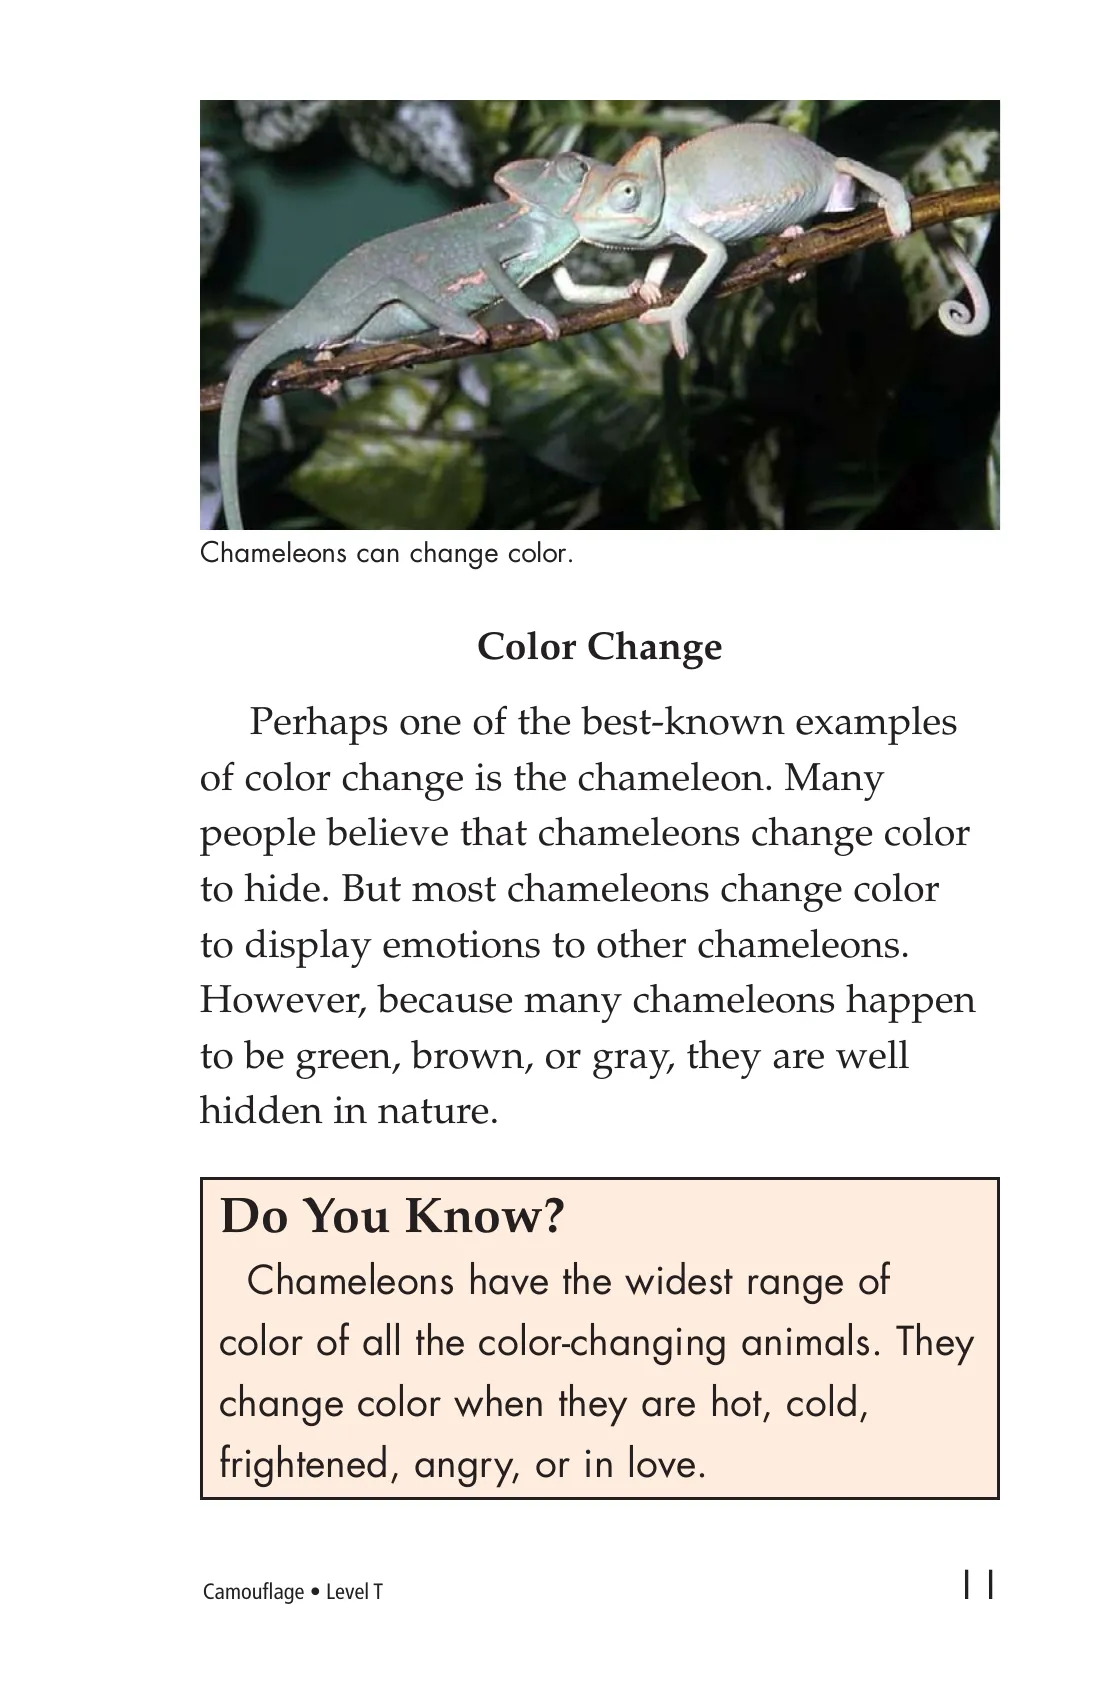 Chameleons can change color.
Color Change
Perhaps one of the best-known examples
of color change is the chameleon. Many
people believe that chameleons change color
to hide. But most chameleons change color
to display emotions to other chameleons.
However, because many chameleons happen
to be green, brown, or gray, they are well
hidden in nature.
Do You Know?
Chameleons have the widest range of
color of all the color-changing animals. They
change color when they are hot, cold,
frightened, angry, or in love.
Camouflage • Level T
11